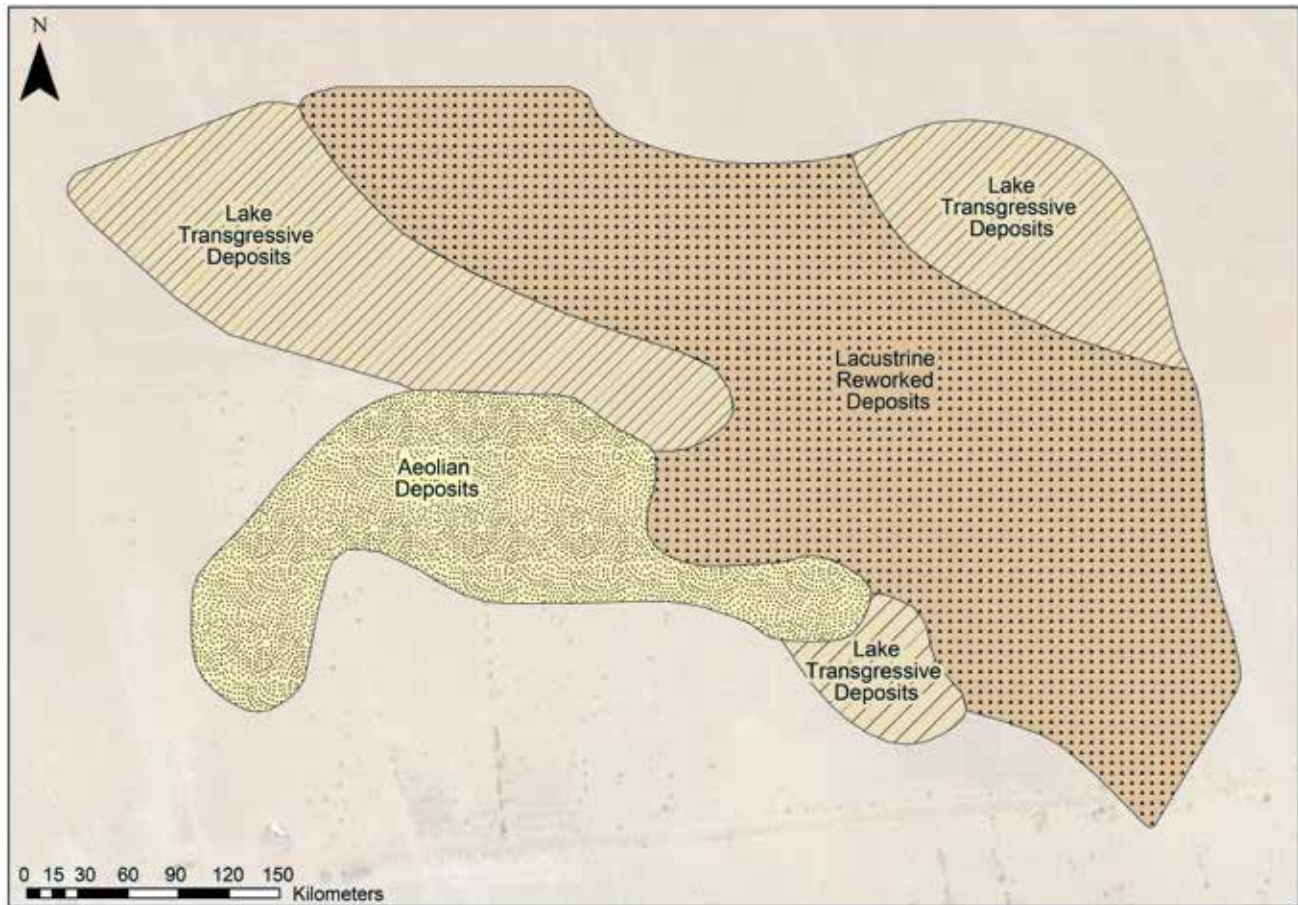 N
Lake
Transgressive
Deposits
Lake
Transgressive
Deposits
Lacustrine
Reworked
Deposits
Aeolian
Deposits
Lake
Transgressive
Deposits
0 15 30 60 90 120 150
Kilometers